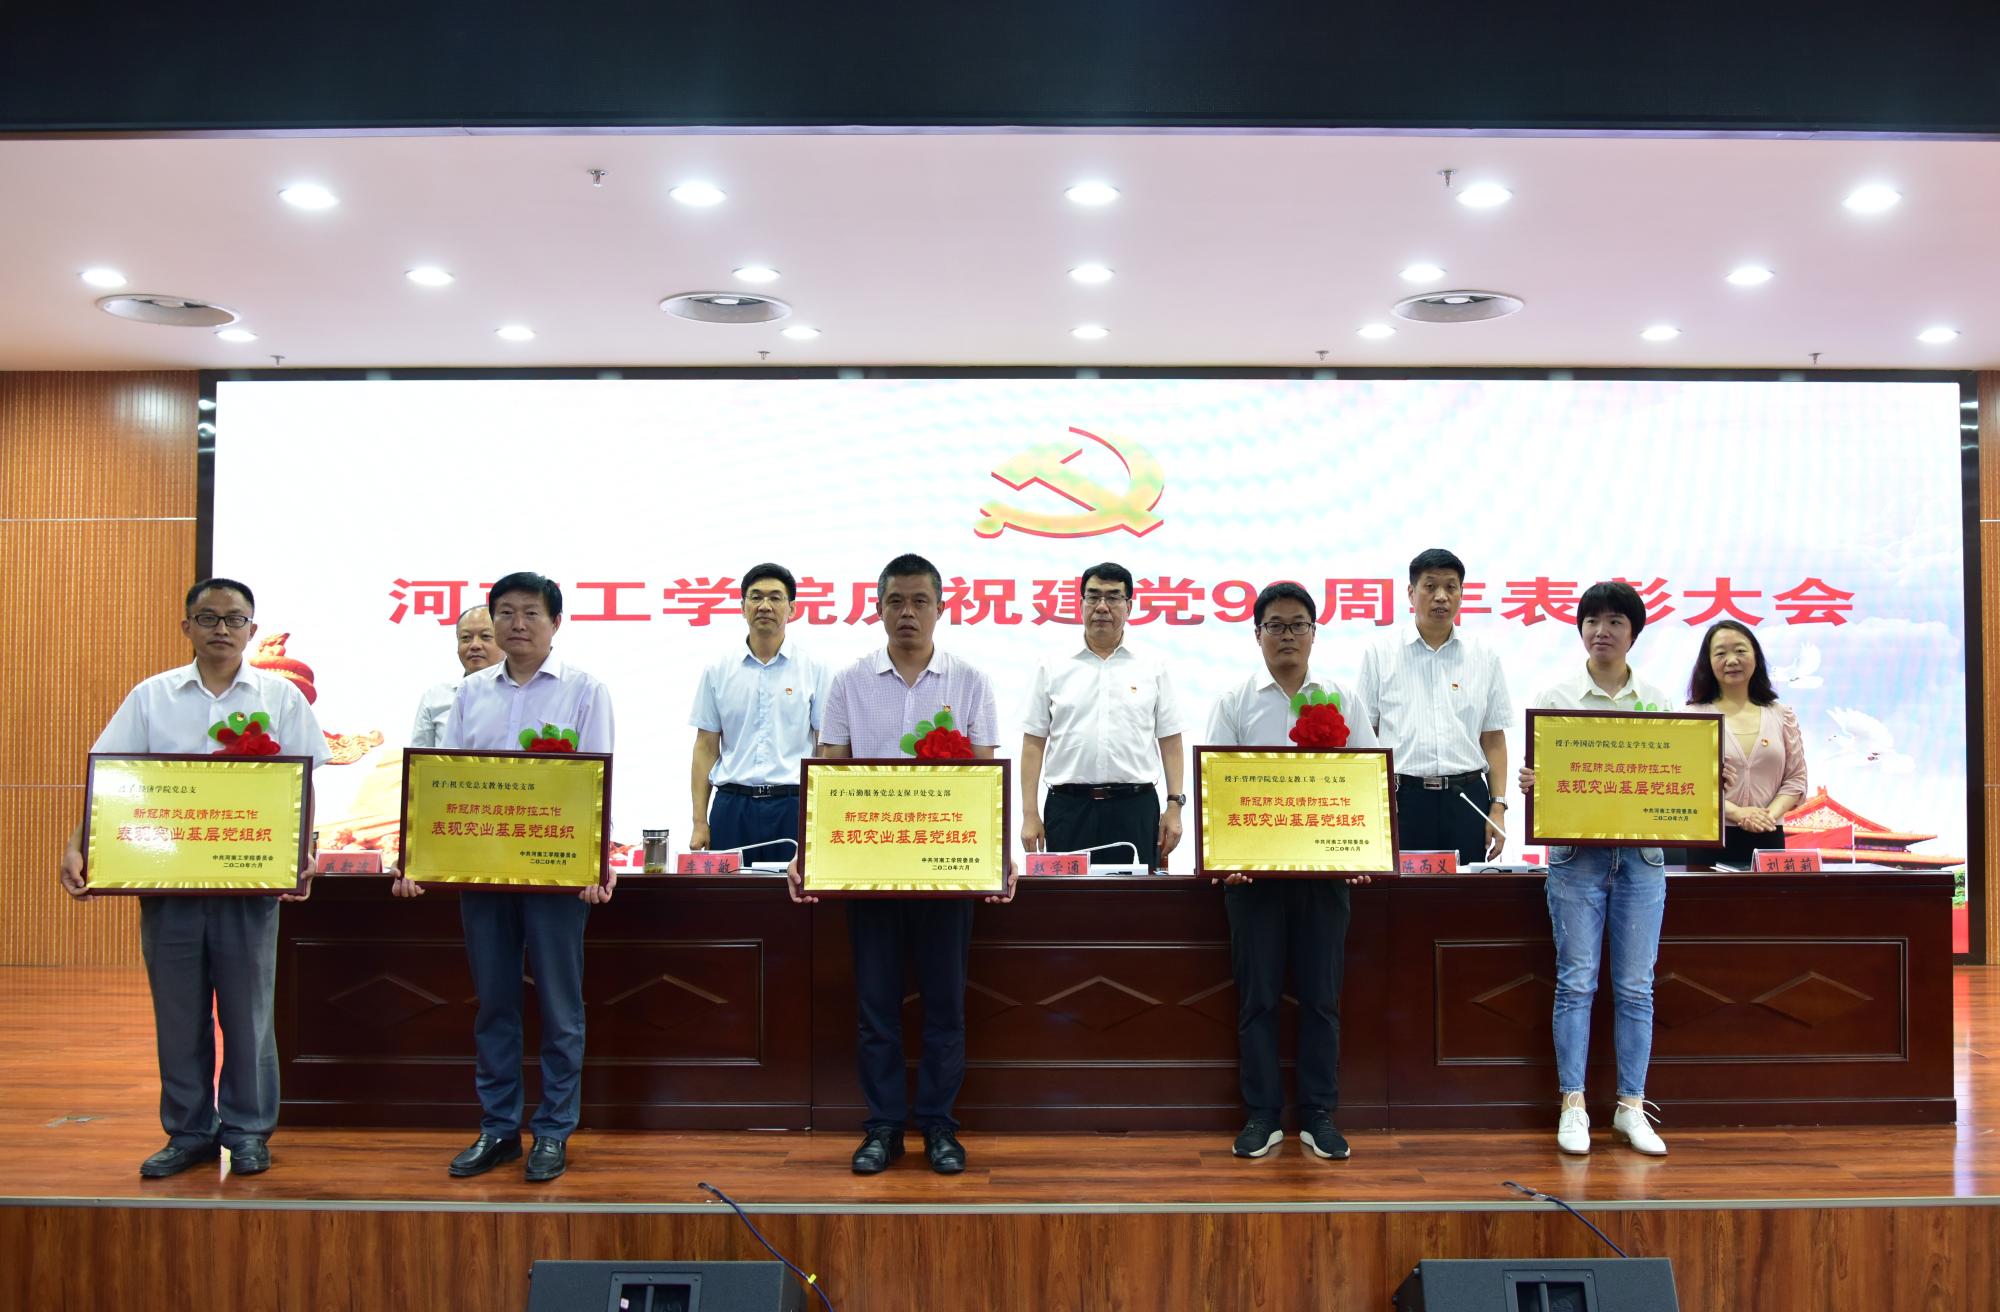 河南工学院庆祝建党99周年表彰大会
授予:经济学院党总支
新冠肺炎疫情防控工作
表现突出基层党组织
中共河南工学院委员会
二〇二〇年六月
授予:机关党总支教务处党支部
新冠肺炎疫情防控工作
表现突出基层党组织
中共河南工学院委员会
二〇二〇年六月
授予:后勤服务党总支保卫处党支部
新冠肺炎疫情防控工作
表现突出基层党组织
中共河南工学院委员会
二〇二〇年六月
授予:管理学院党总支教工第一党支部
新冠肺炎疫情防控工作
表现突出基层党组织
中共河南工学院委员会
二〇二〇年六月
授予:外国语学院党总支学生党支部
新冠肺炎疫情防控工作
表现突出基层党组织
中共河南工学院委员会
二〇二〇年六月
李贵敏
赵学通
陈丙义
刘莉莉